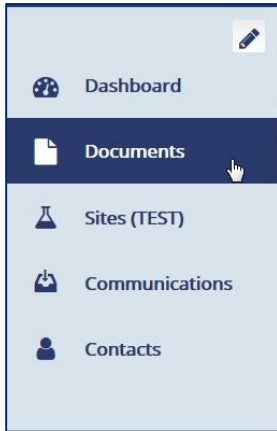 Dashboard
Documents
Sites (TEST)
Communications
Contacts